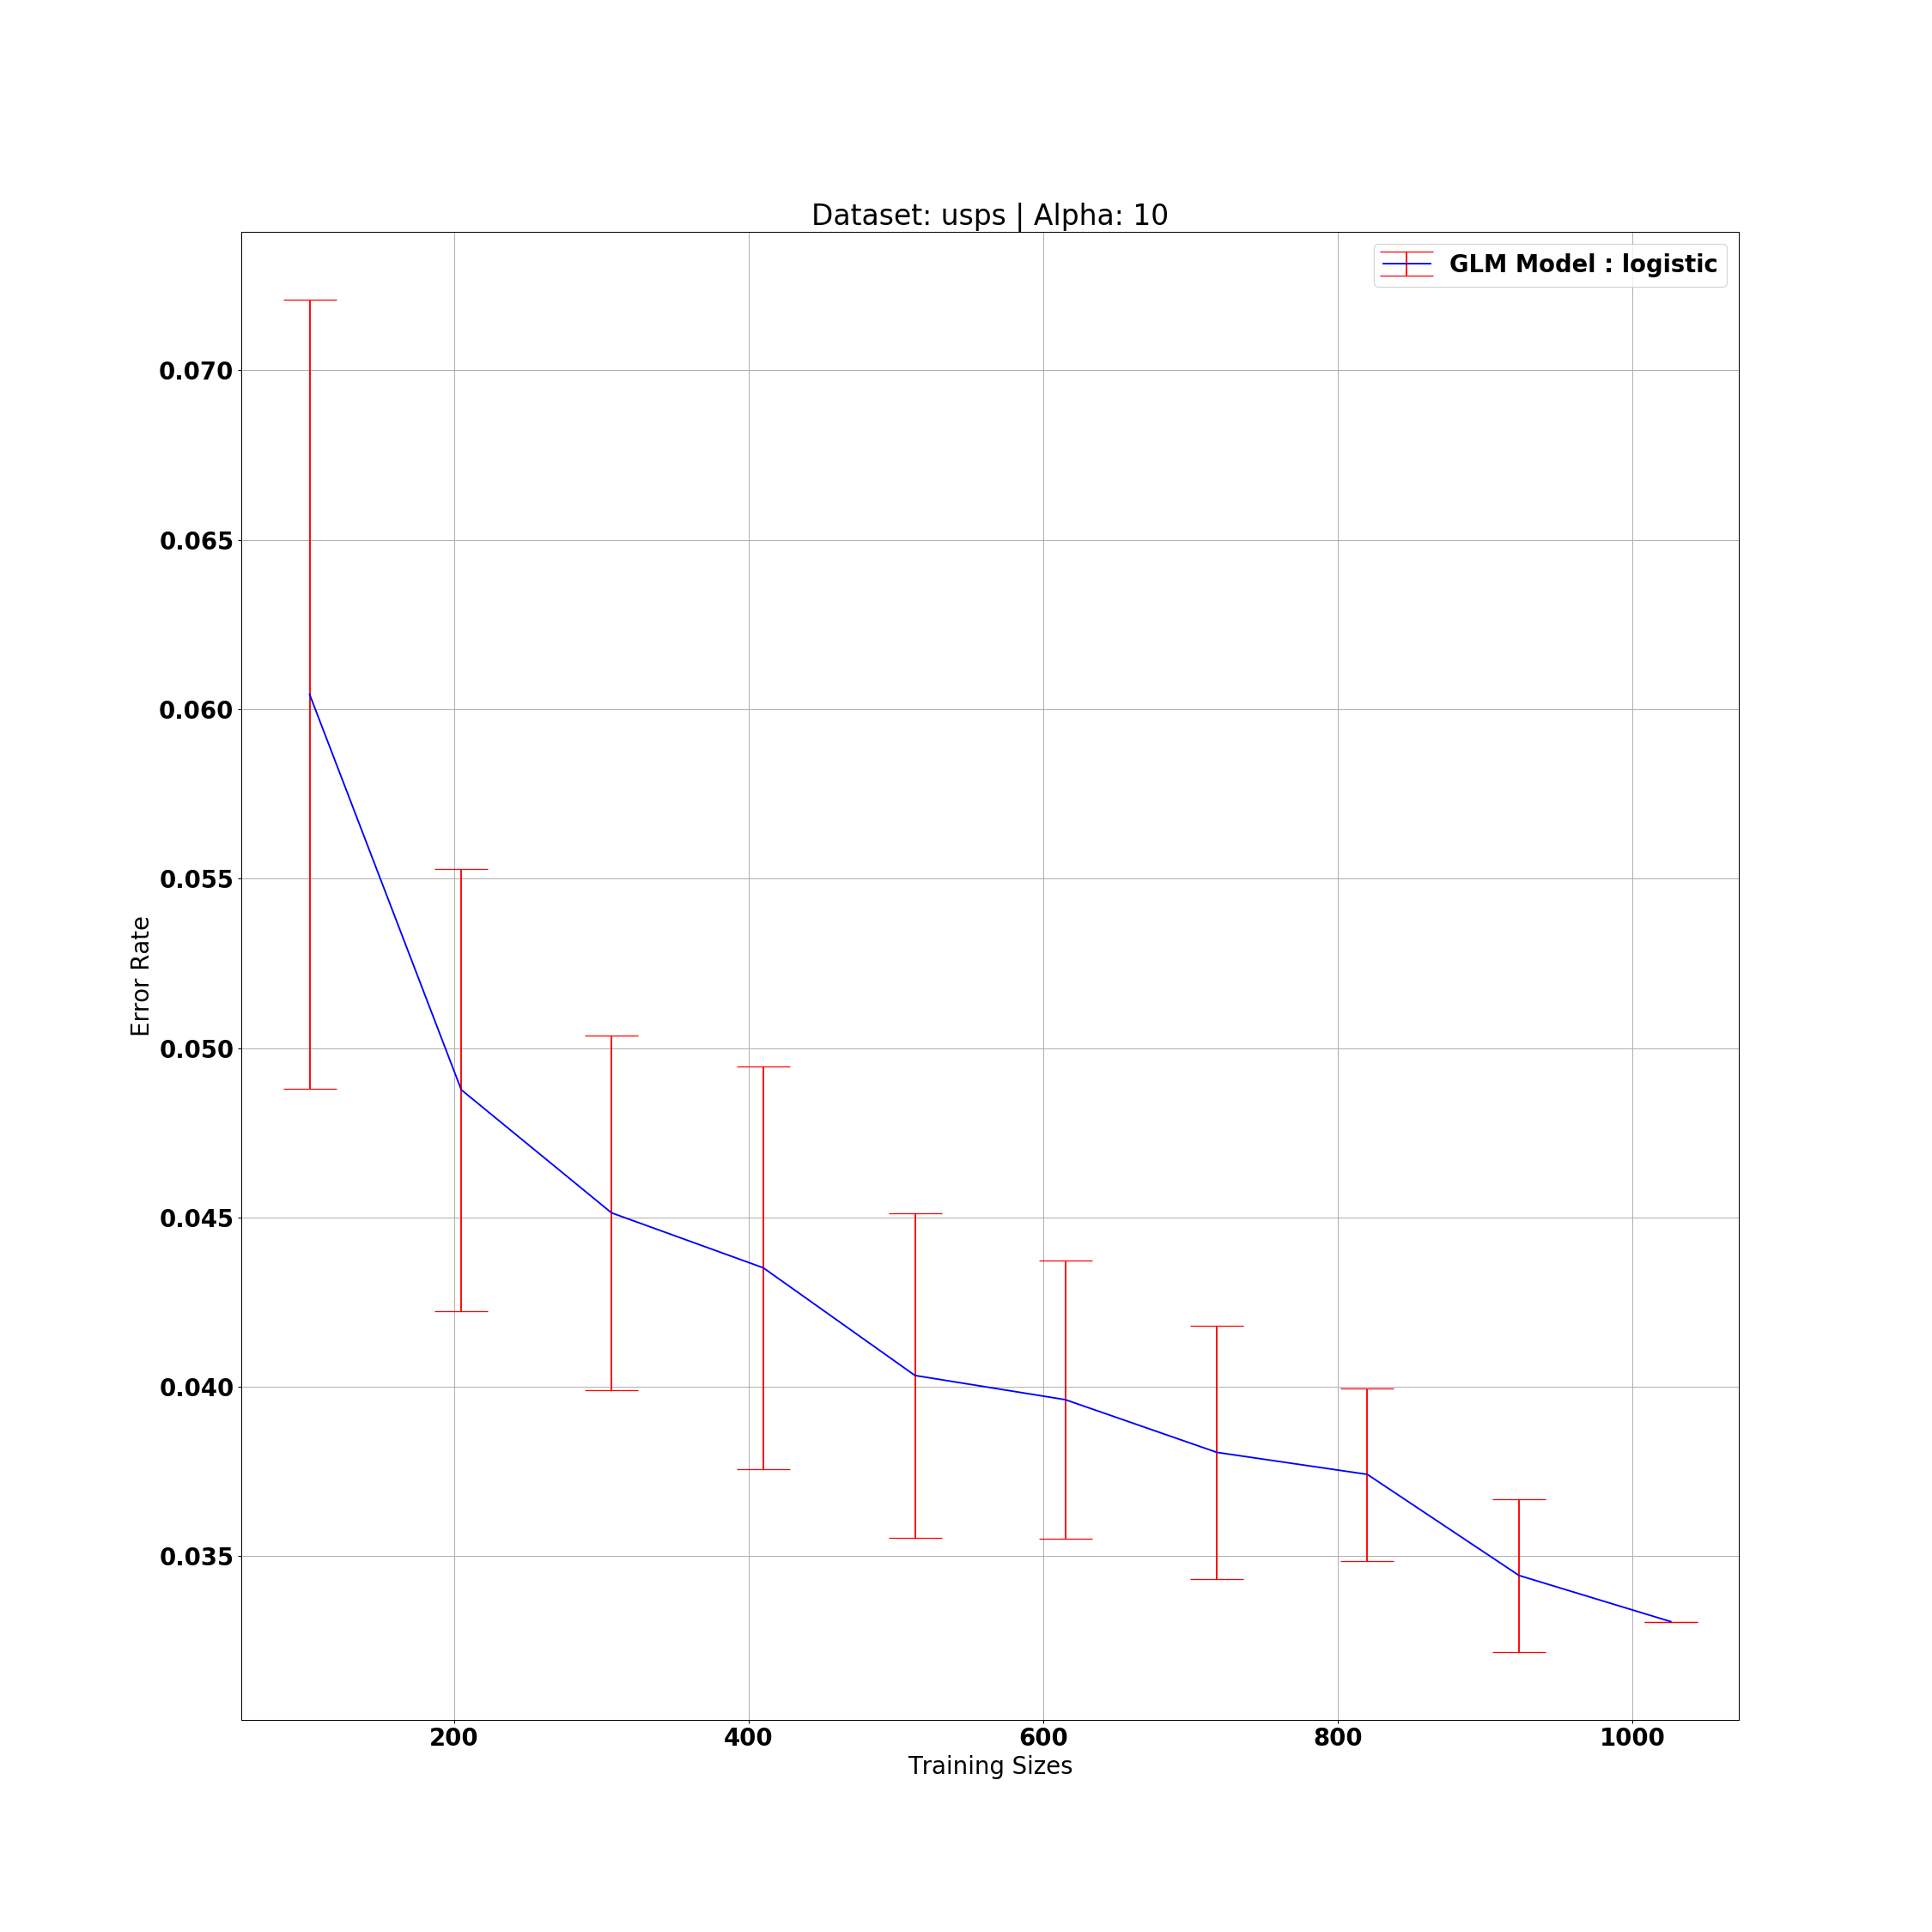 Dataset: usps | Alpha: 10
GLM Model : logistic
0.070
0.065
0.060
0.055
0.050
0.045
0.040
0.035
Error Rate
200 400 600 800 1000
Training Sizes